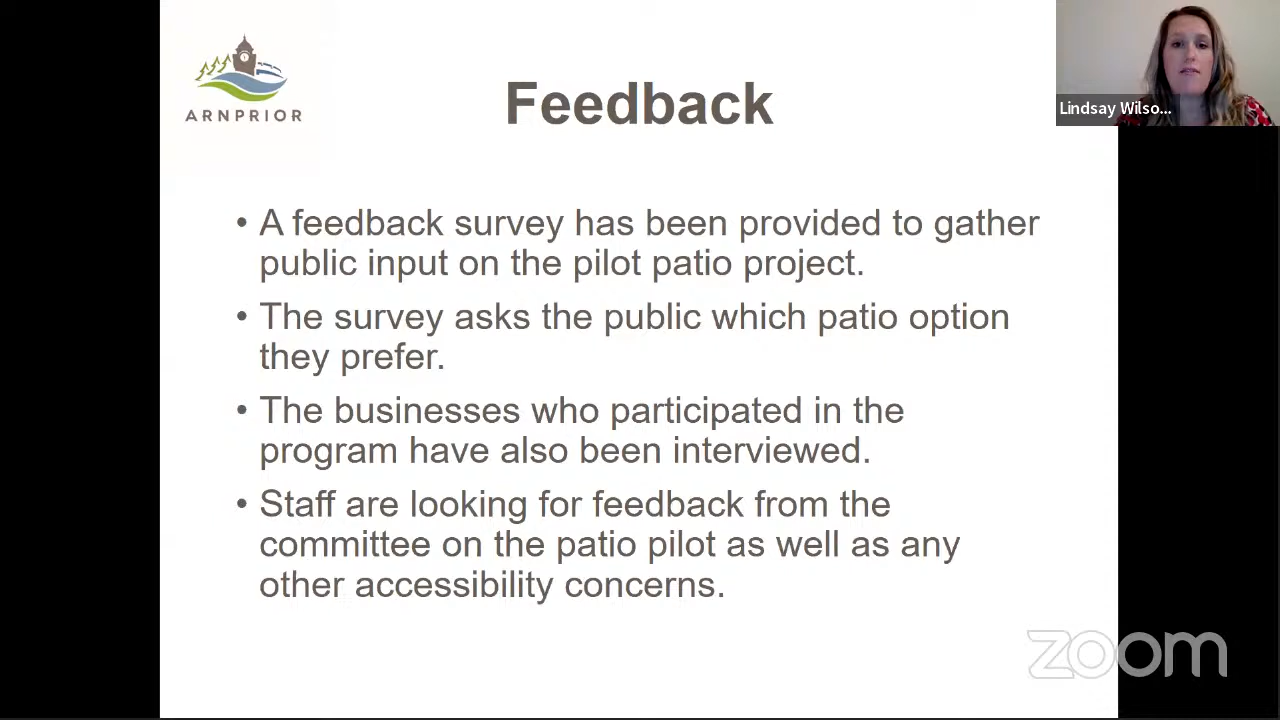 ARNPRIOR
Feedback
Lindsay Wilso...
• A feedback survey has been provided to gather
public input on the pilot patio project.
• The survey asks the public which patio option
they prefer.
• The businesses who participated in the
program have also been interviewed.
• Staff are looking for feedback from the
committee on the patio pilot as well as any
other accessibility concerns.
zoom